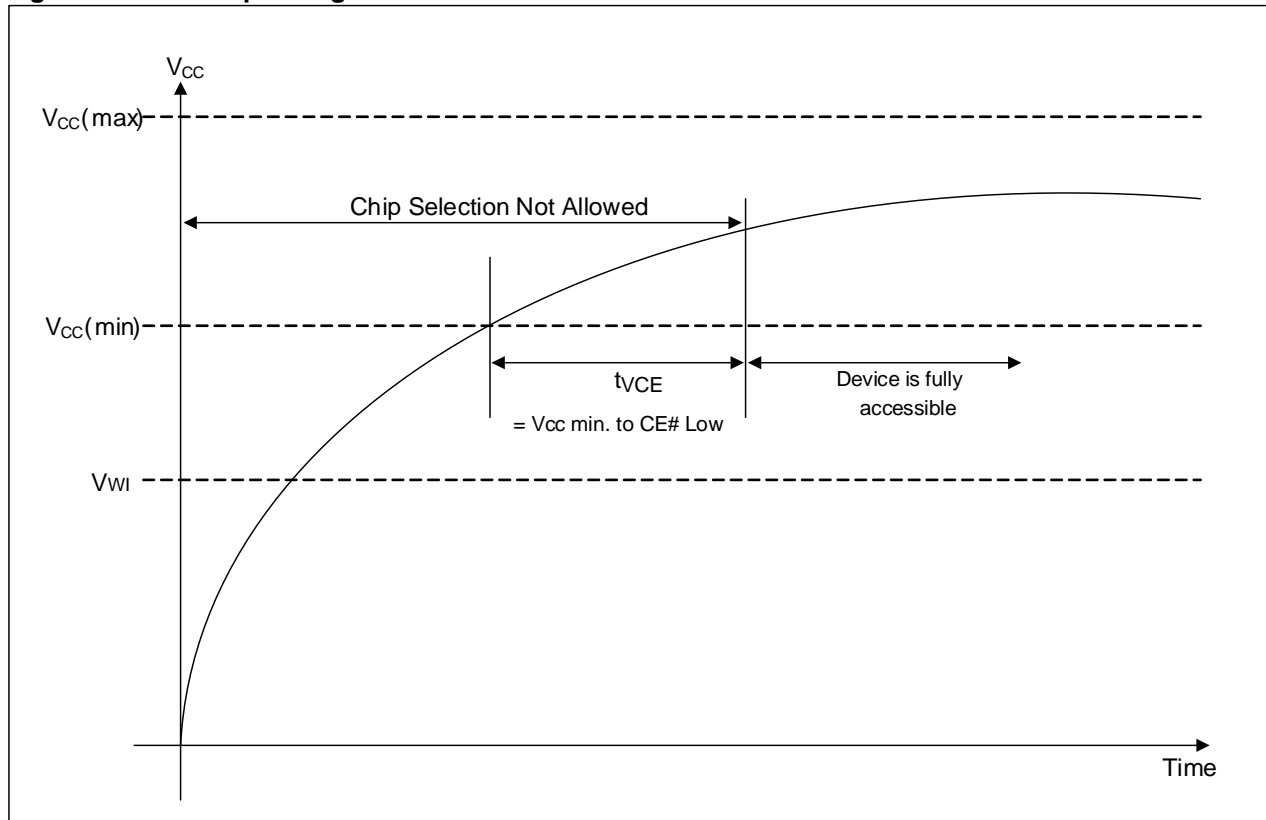 VCC
VCC(max)
Chip Selection Not Allowed
VCC(min)
tVCE
= Vcc min. to CE# Low
Device is fully
accessible
VWI
Time